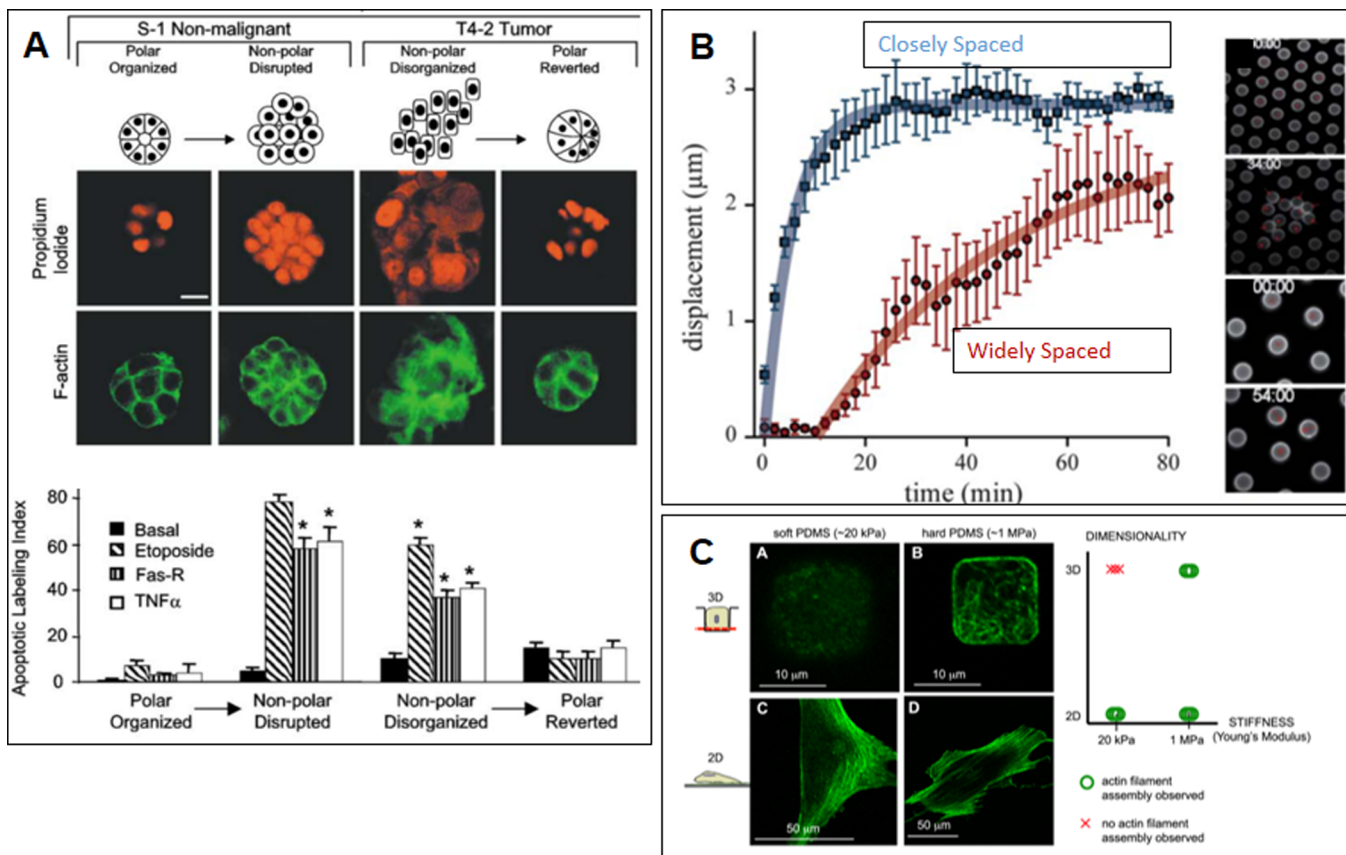 A
S-1 Non-malignant
T4-2 Tumor
Polar Organized
Non-polar Disrupted
Non-polar Disorganized
Polar Reverted
Propidium Iodide
F-actin
Apoptotic Labeling Index
80
60
40
20
0
Basal
Etoposide
Fas-R
TNFα
* *
* * *
Polar Organized
Non-polar Disrupted
Non-polar Disorganized
Polar Reverted
B
Closely Spaced
Widely Spaced
displacement (µm)
3
2
1
0
0 20 40 60 80
time (min)
34:00
00:00
54:00
C
soft PDMS (~20 kPa)
hard PDMS (~1 MPa)
DIMENSIONALITY
3D
A
10 µm
B
10 µm
2D
C
50 µm
D
50 µm
3D
2D
20 kPa
1 MPa
STIFFNESS
(Young's Modulus)
actin filament
assembly observed
no actin filament
assembly observed